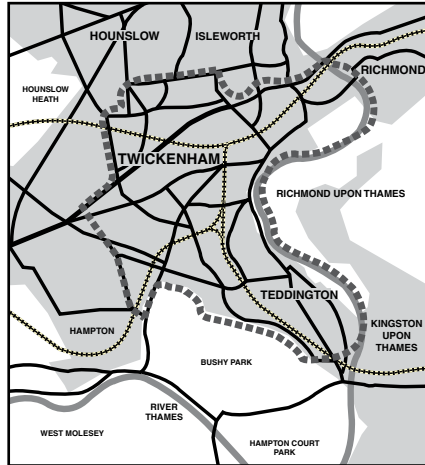 HOUNSLOW
ISLEWORTH
RICHMOND
HOUNSLOW
HEATH
TWICKENHAM
RICHMOND UPON THAMES
TEDDINGTON
HAMPTON
KINGSTON
UPON
THAMES
BUSHY PARK
RIVER
THAMES
WEST MOLESEY
HAMPTON COURT
PARK